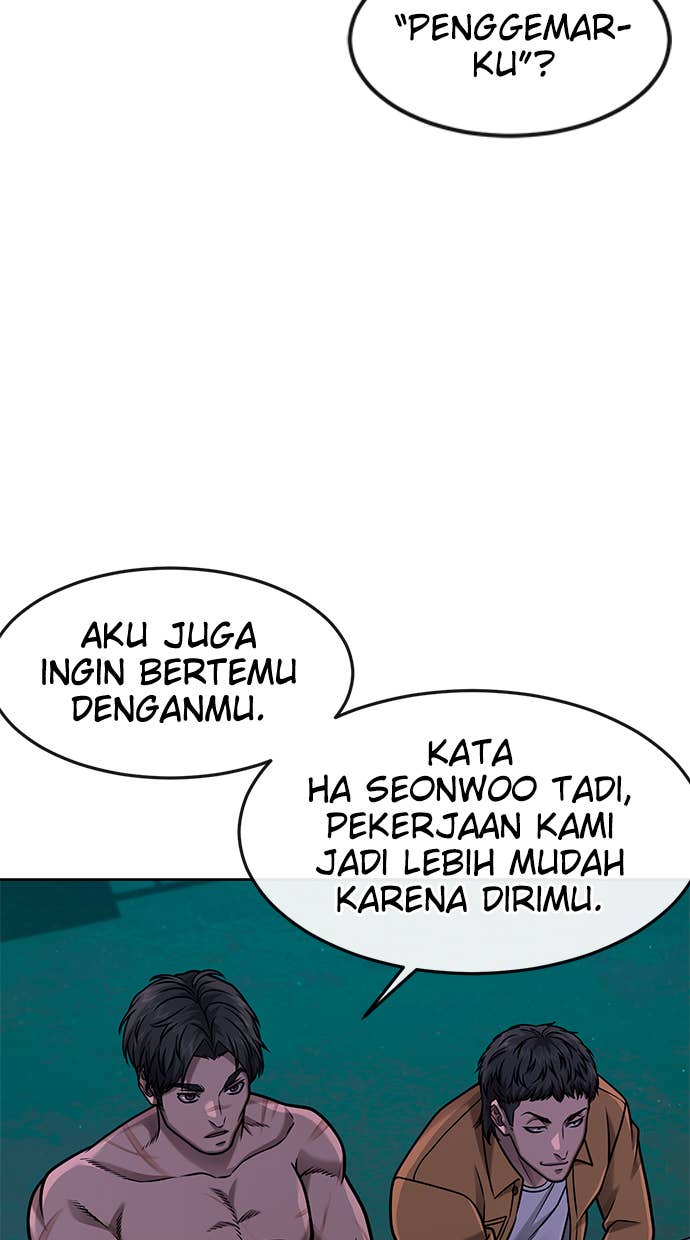 "PENGGEMAR-
KU"?
AKU JUGA
INGIN BERTEMU
DENGANMU.
KATA
HA SEONWOO TADI,
PEKERJAAN KAMI
JADI LEBIH MUDAH
KARENA DIRIMU.